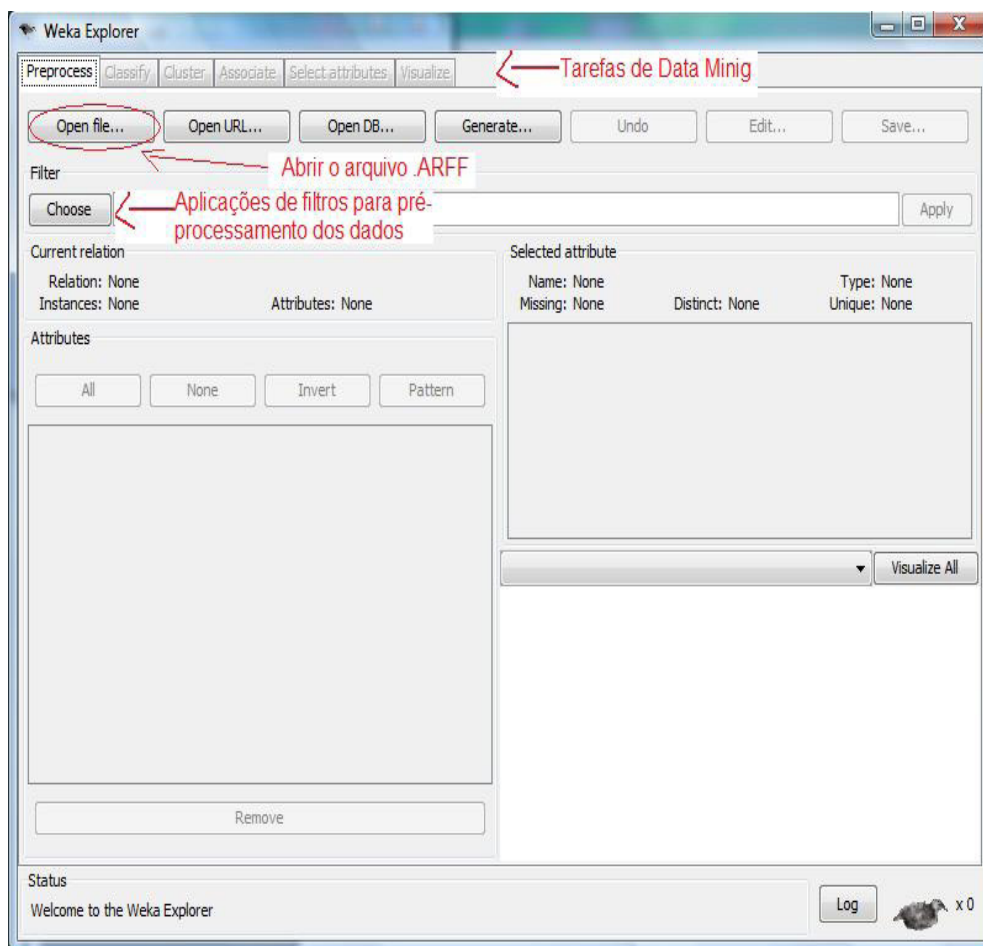 Weka Explorer
Preprocess Classify Cluster Associate Select attributes Visualize
Tarefas de Data Minig
Open file... Open URL... Open DB... Generate... Undo Edit... Save...
Abrir o arquivo .ARFF
Filter
Choose
Aplicações de filtros para pré-
processamento dos dados
Apply
Current relation
Relation: None
Instances: None Attributes: None
Selected attribute
Name: None Type: None
Missing: None Distinct: None Unique: None
Attributes
All None Invert Pattern
Visualize All
Remove
Status
Welcome to the Weka Explorer
Log
x 0